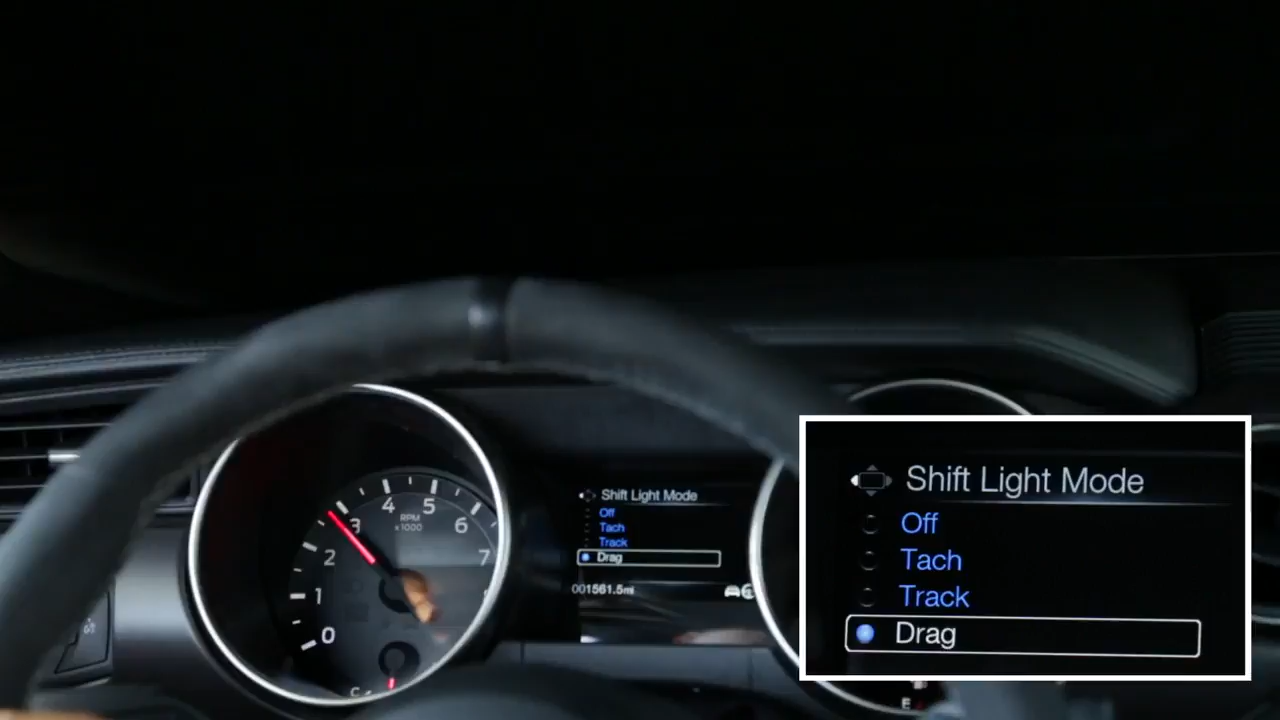 4
5
3
RPM
x1000
6
2
7
1
0
C
Shift Light Mode
Off
Tach
Track
Drag
001561.5mi
E
Shift Light Mode
Off
Tach
Track
Drag